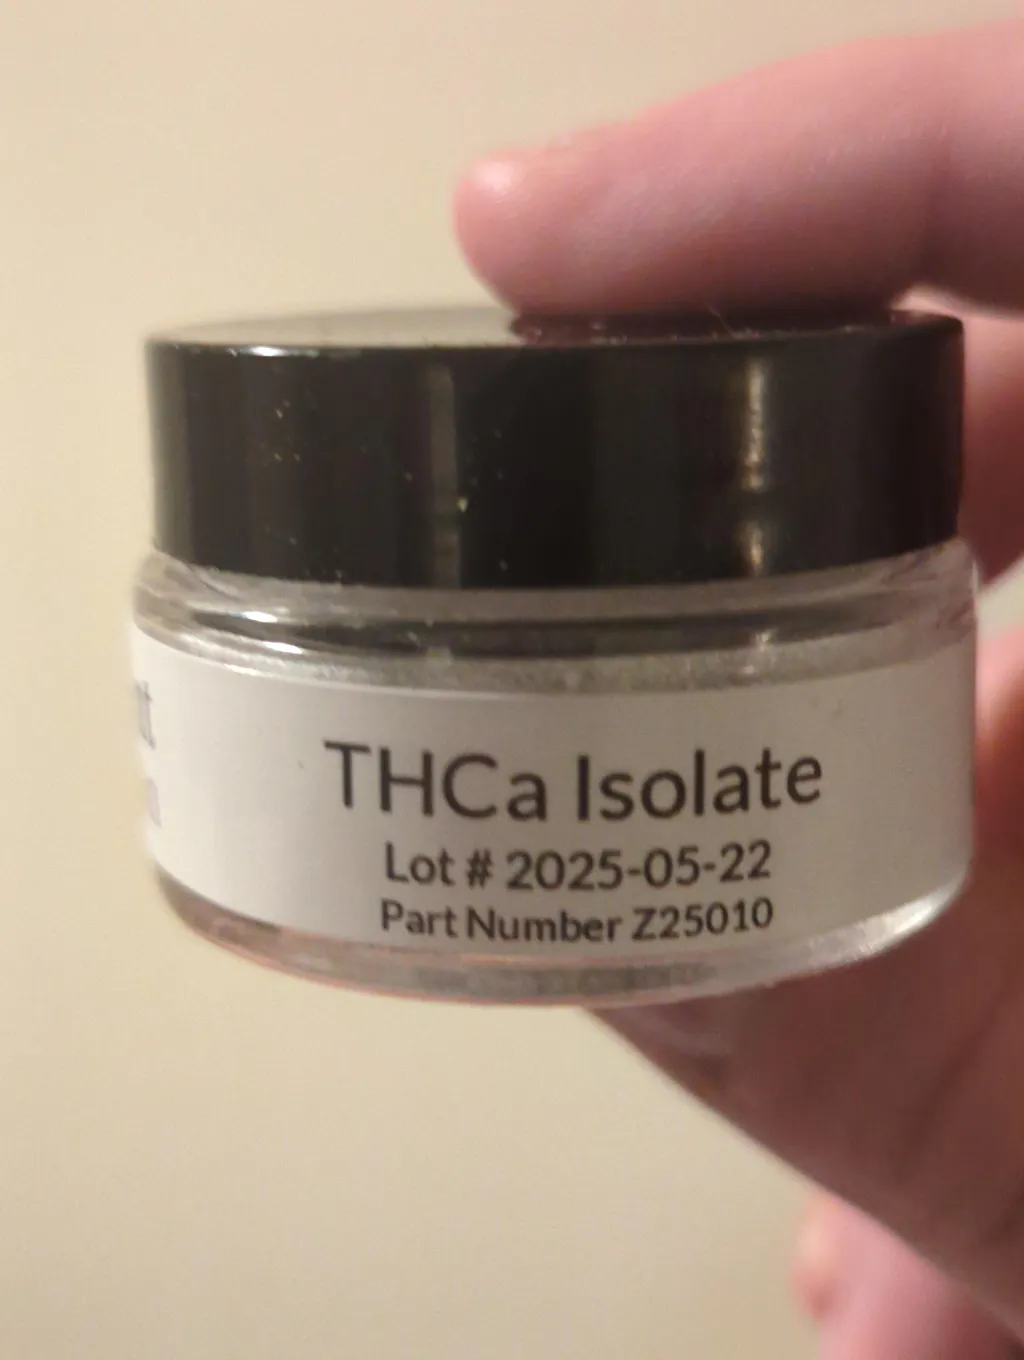 THCa Isolate
Lot # 2025-05-22
Part Number Z25010